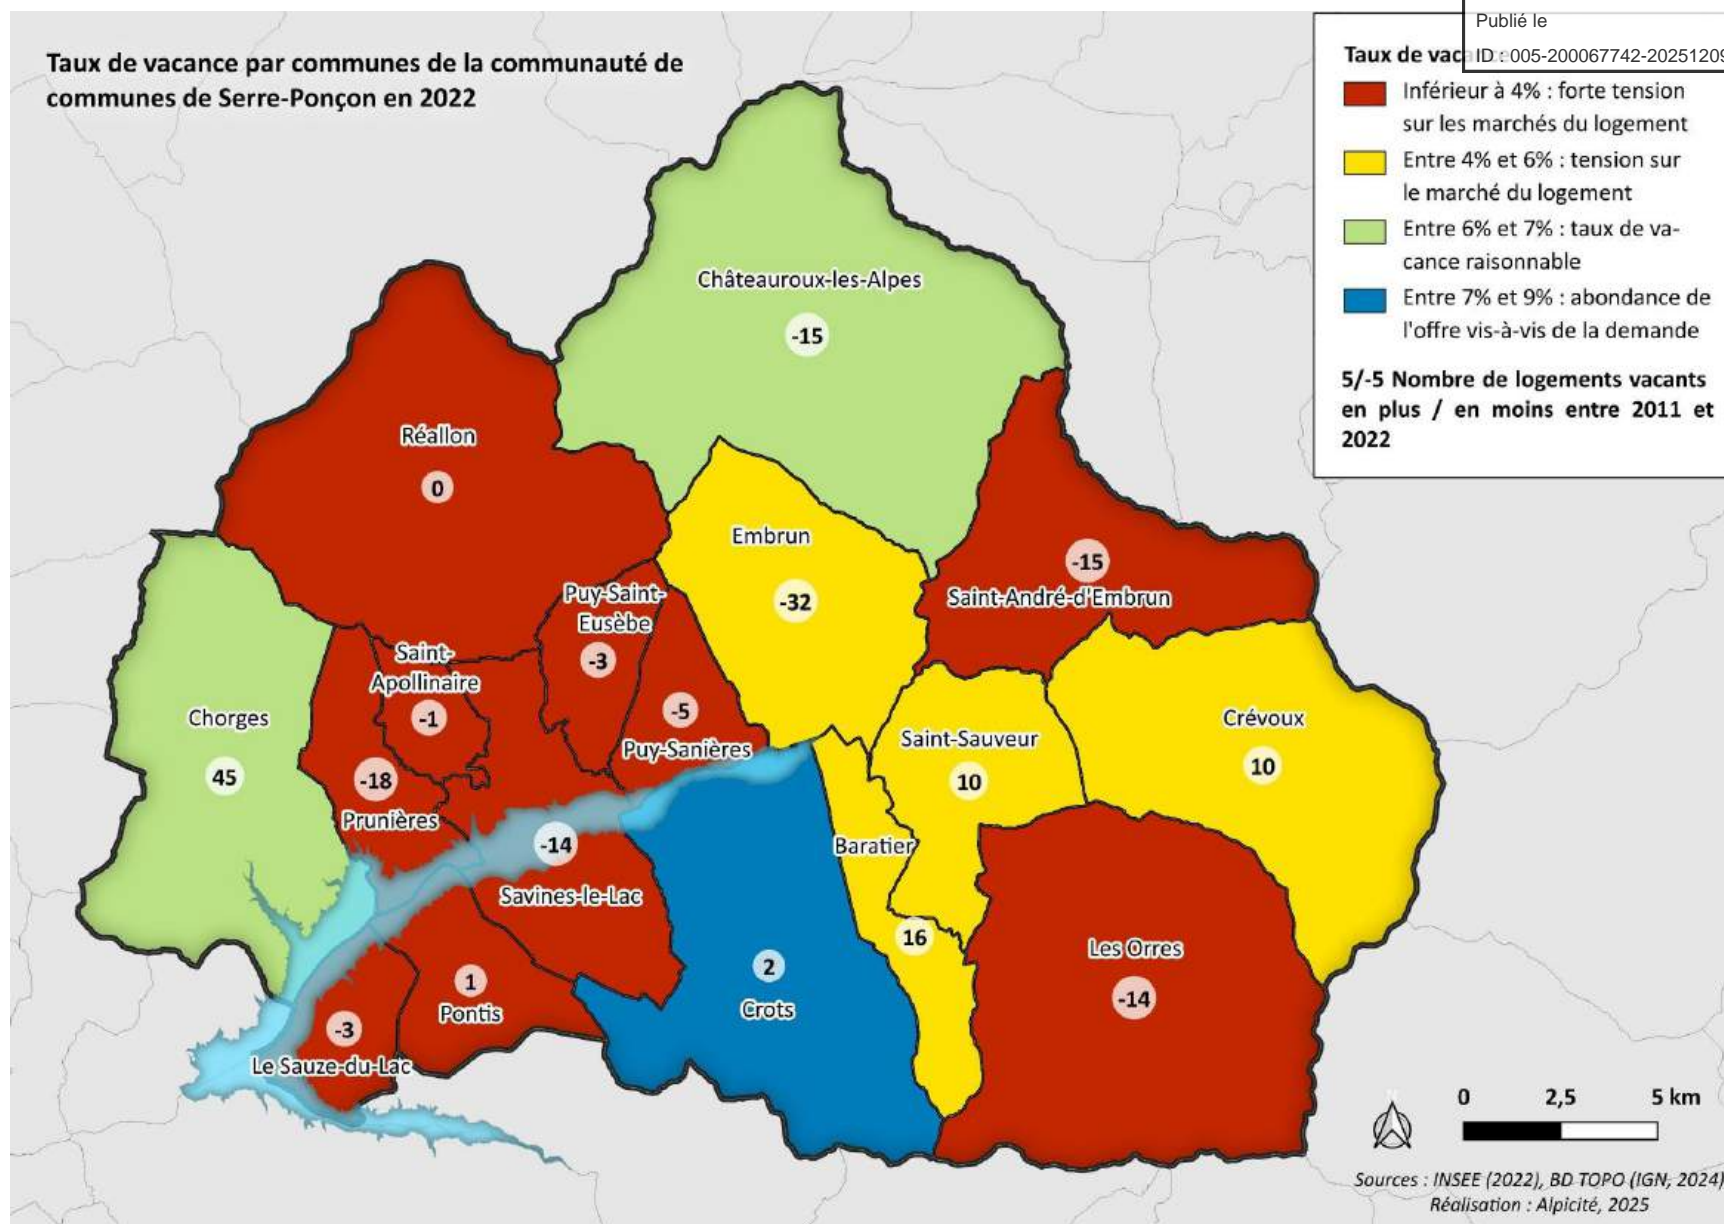 Publié le
ID : 005-200067742-20251209
Taux de vacance par communes de la communauté de
communes de Serre-Ponçon en 2022
Taux de vacance
Inférieur à 4% : forte tension
sur les marchés du logement
Entre 4% et 6% : tension sur
le marché du logement
Entre 6% et 7% : taux de va-
cance raisonnable
Entre 7% et 9% : abondance de
l'offre vis-à-vis de la demande
5/-5 Nombre de logements vacants
en plus / en moins entre 2011 et
2022
Châteauroux-les-Alpes
-15
Réallon
0
Embrun
-32
-15
Saint-André-d'Embrun
Puy-Saint-
Eusèbe
-3
Saint-
Apollinaire
-1
-5
Puy-Sanières
Chorges
45
-18
Prunières
Saint-Sauveur
10
Crévoux
10
-14
Savines-le-Lac
Baratier
16
Les Orres
-14
2
Crots
1
Pontis
-3
Le Sauze-du-Lac
0 2,5 5 km
Sources : INSEE (2022), BD TOPO (IGN, 2024)
Réalisation : Alpicité, 2025